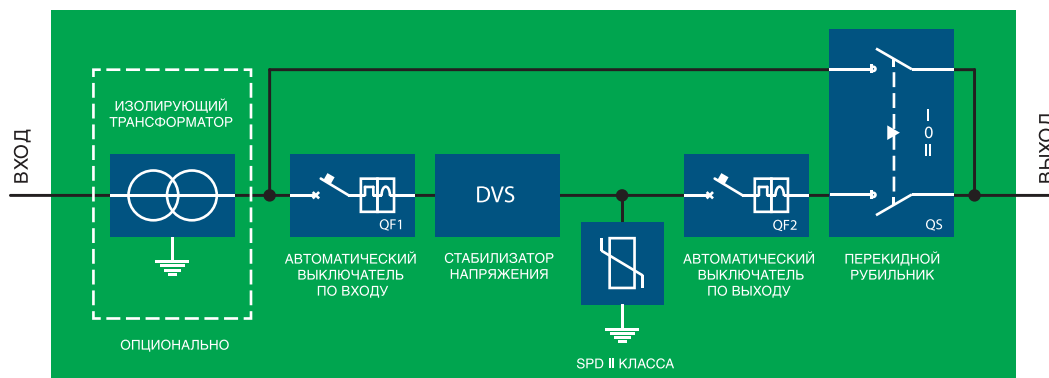 ВХОД
ИЗОЛИРУЮЩИЙ
ТРАНСФОРМАТОР
ОПЦИОНАЛЬНО
QF1
АВТОМАТИЧЕСКИЙ
ВЫКЛЮЧАТЕЛЬ
ПО ВХОДУ
DVS
СТАБИЛИЗАТОР
НАПРЯЖЕНИЯ
SPD II КЛАССА
QF2
АВТОМАТИЧЕСКИЙ
ВЫКЛЮЧАТЕЛЬ
ПО ВЫХОДУ
I
0
II
QS
ПЕРЕКИДНОЙ
РУБИЛЬНИК
ВЫХОД